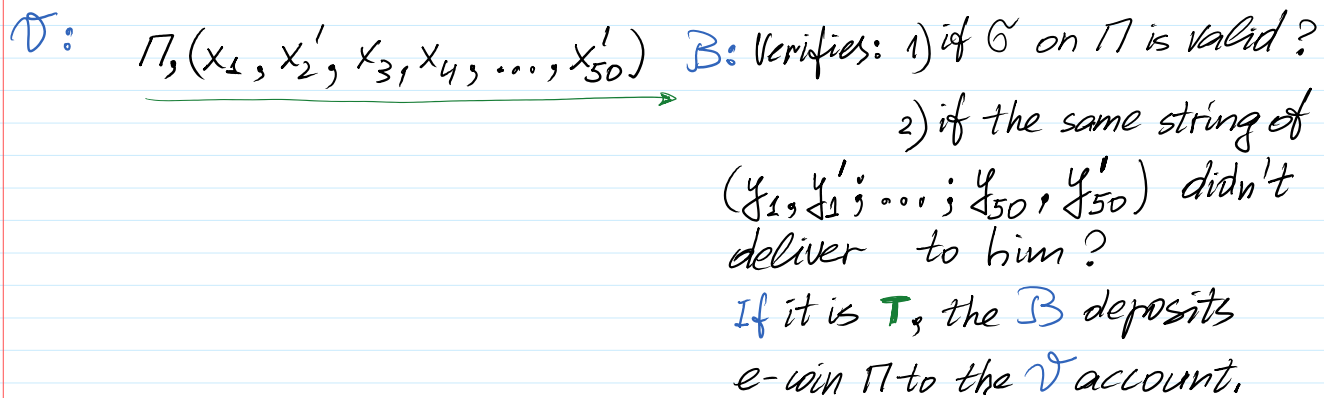 𝒱: Π, (x₁, x₂', x₃, x₄, ..., x₅₀') B: Verifies: 1) if σ on Π is valid?
2) if the same string of
(y₁, y₁'; ...; y₅₀, y₅₀') didn't
deliver to him?
If it is T, the B deposits
e-coin Π to the 𝒱 account.